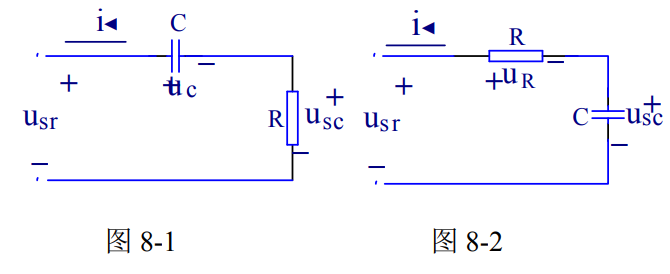 i C i R
+ - + uc + - + uR -
usr R + usc usr C + usc
- - - -
图 8-1 图 8-2